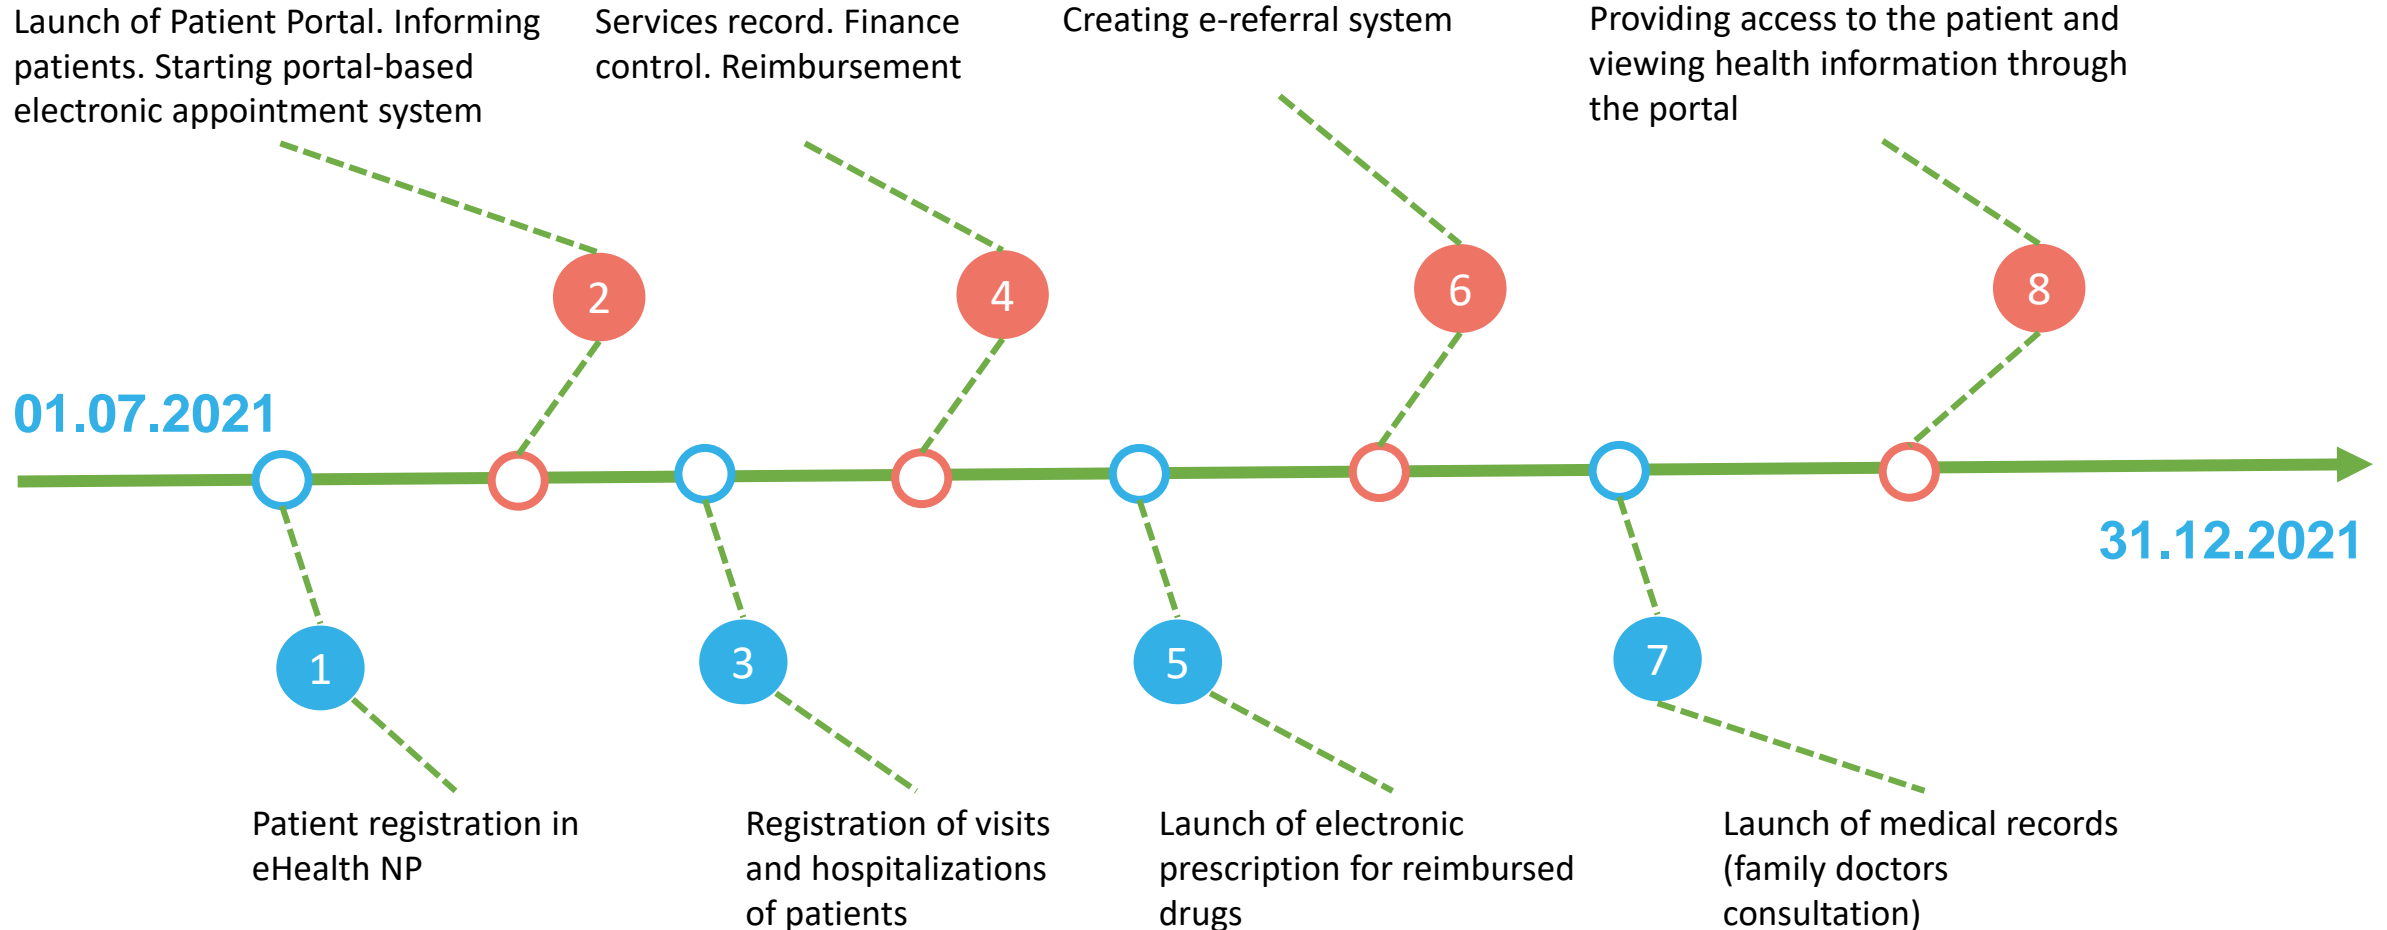 Launch of Patient Portal. Informing
patients. Starting portal-based
electronic appointment system
Services record. Finance
control. Reimbursement
Creating e-referral system
Providing access to the patient and
viewing health information through
the portal
2
4
6
8
01.07.2021
31.12.2021
1
3
5
7
Patient registration in
eHealth NP
Registration of visits
and hospitalizations
of patients
Launch of electronic
prescription for reimbursed
drugs
Launch of medical records
(family doctors
consultation)